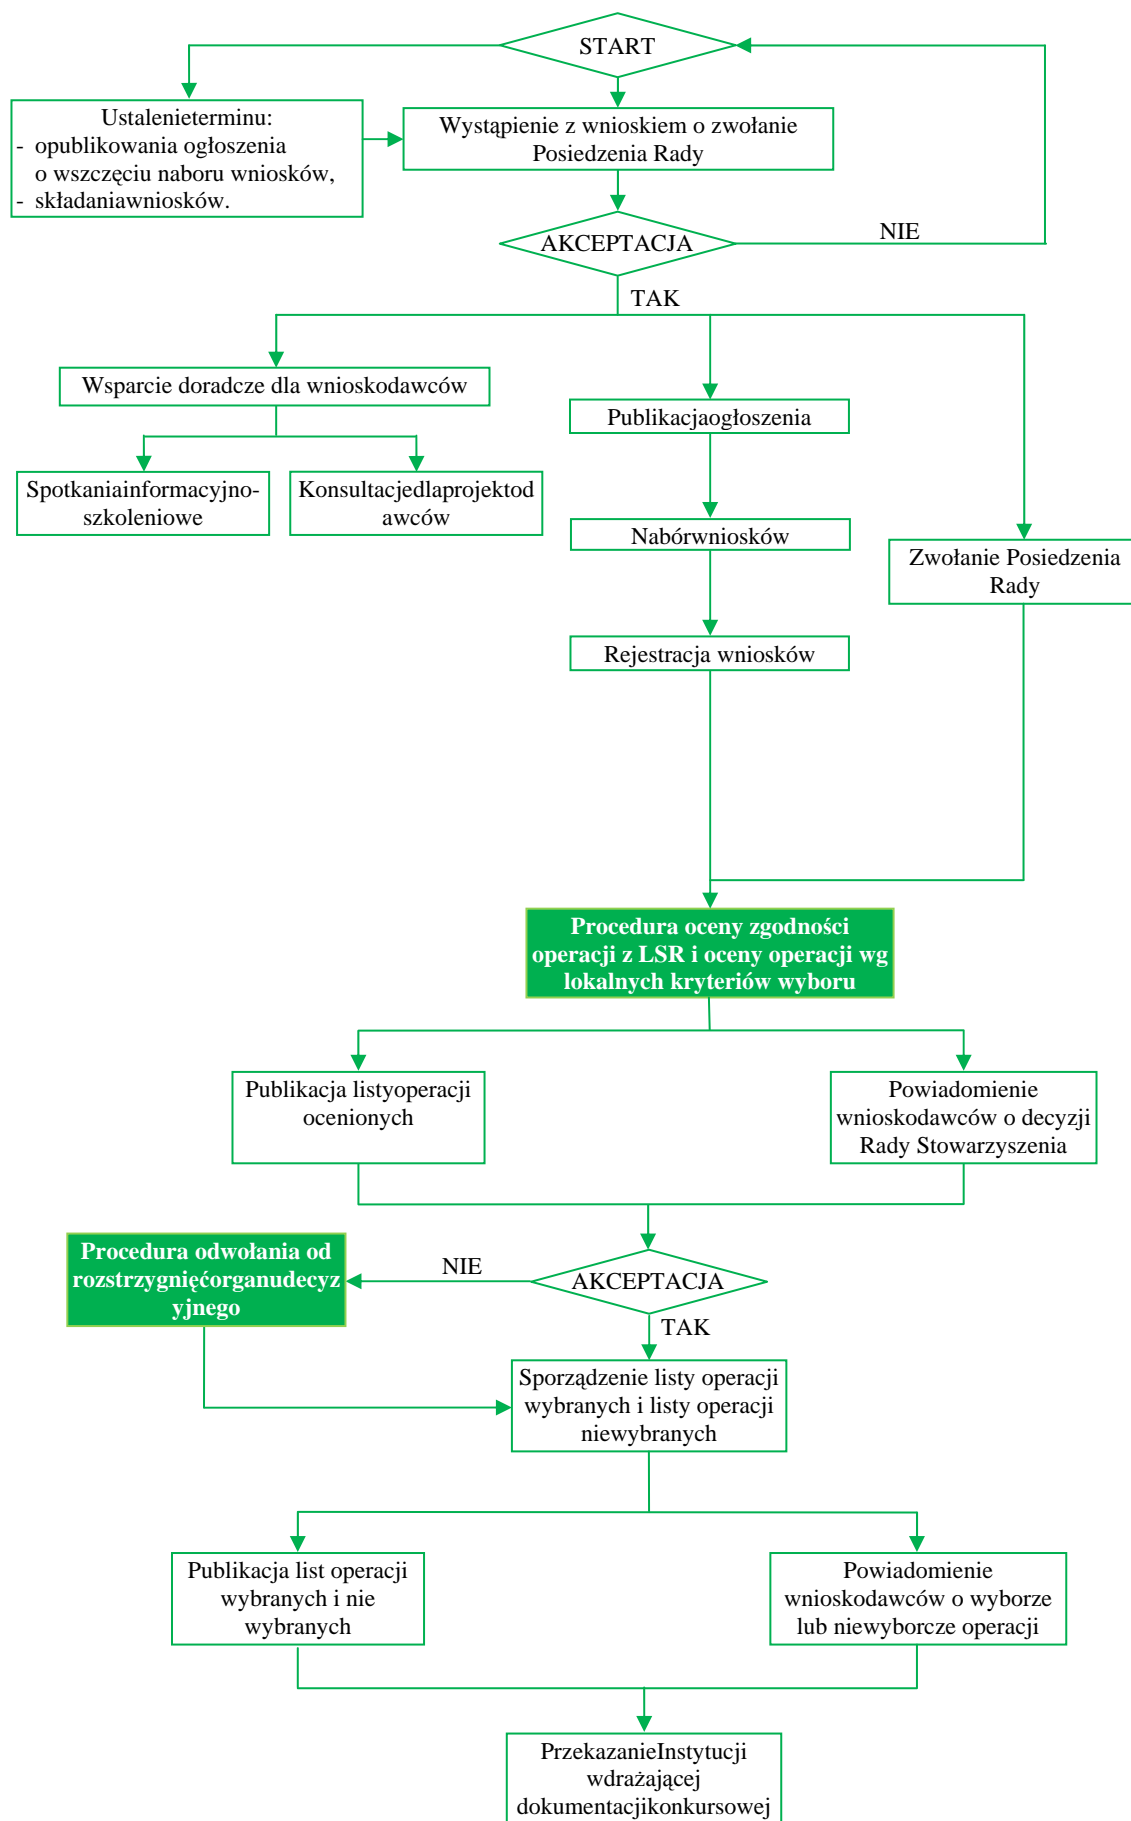 START
Ustalenieterminu:
- opublikowania ogłoszenia
o wszczęciu naboru wniosków,
- składaniawniosków.
Wystąpienie z wnioskiem o zwołanie
Posiedzenia Rady
AKCEPTACJA
NIE
TAK
Wsparcie doradcze dla wnioskodawców
Spotkaniainformacyjno-
szkoleniowe
Konsultacjedlaprojektod
awców
Publikacjaogłoszenia
Nabórwniosków
Rejestracja wniosków
Zwołanie Posiedzenia
Rady
Procedura oceny zgodności
operacji z LSR i oceny operacji wg
lokalnych kryteriów wyboru
Publikacja listyoperacji
ocenionych
Powiadomienie
wnioskodawców o decyzji
Rady Stowarzyszenia
AKCEPTACJA
NIE
TAK
Procedura odwołania od
rozstrzygnięćorganudecyz
yjnego
Sporządzenie listy operacji
wybranych i listy operacji
niewybranych
Publikacja list operacji
wybranych i nie
wybranych
Powiadomienie
wnioskodawców o wyborze
lub niewyborcze operacji
PrzekazanieInstytucji
wdrażającej
dokumentacjikonkursowej